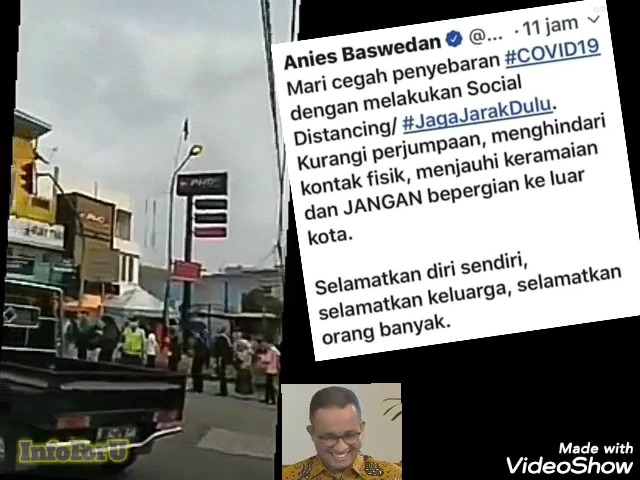 Anies Baswedan @... · 11 jam
Mari cegah penyebaran #COVID19
dengan melakukan Social
Distancing/ #JagaJarakDulu.
Kurangi perjumpaan, menghindari
kontak fisik, menjauhi keramaian
dan JANGAN bepergian ke luar
kota.
Selamatkan diri sendiri,
selamatkan keluarga, selamatkan
orang banyak.
PHD
InfoForU
Made with
VideoShow